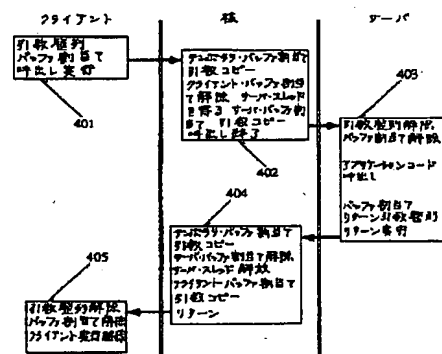 クライアント
核
サーバ
引数整列
バッファ割当て
呼出し実行
401
テンポラリ・バッファ割当て
引数コピー
クライアント・バッファ割当
て解除 サーバ・スレッド
を得る サーバ・バッファ割
当て 引数コピー
呼出し終了
402
403
引数整列解除
バッファ割当て解除
アプリケーションコード
呼出し
バッファ割当て
リターン引数整列
リターン実行
404
テンポラリ・バッファ割当て
引数コピー
サーバ・バッファ割当て解除
サーバ・スレッド解放
クライアントバッファ割当て
引数コピー
リターン
405
引数整列解除
バッファ割当て解除
クライアント実行解除